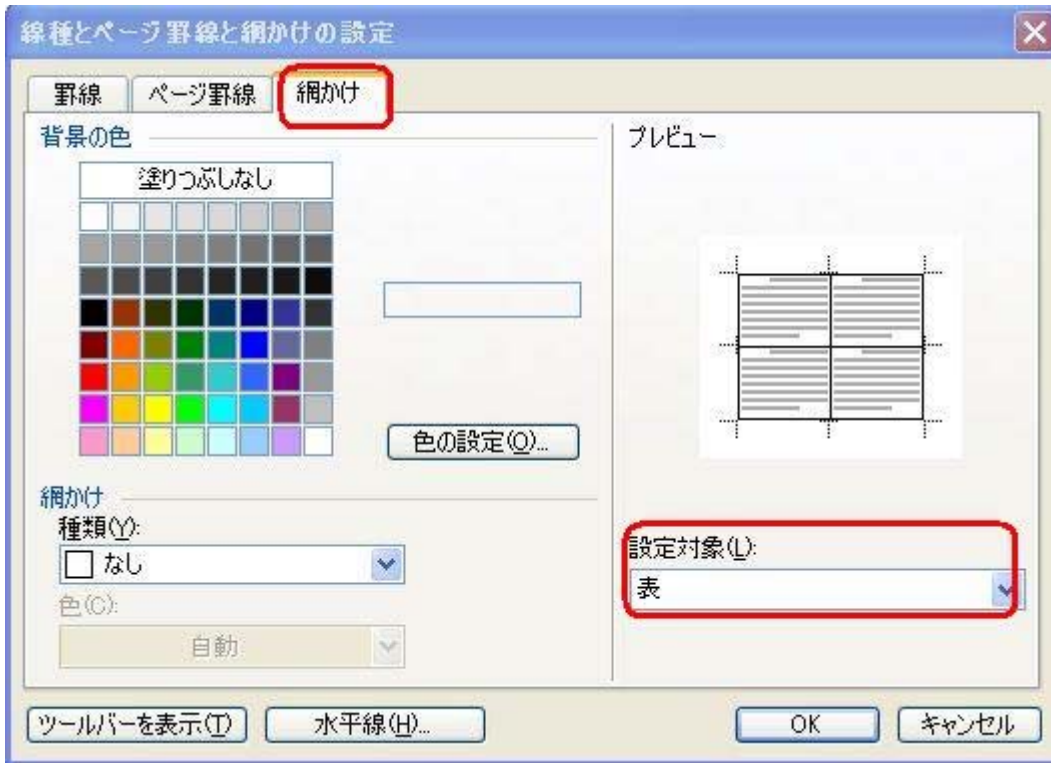 線種とページ罫線と網かけの設定
罫線
ページ罫線
網かけ
背景の色
塗りつぶしなし
色の設定(O)...
網かけ
種類(Y):
なし
色(C):
自動
プレビュー
設定対象(L):
表
ツールバーを表示(T)
水平線(H)...
OK
キャンセル